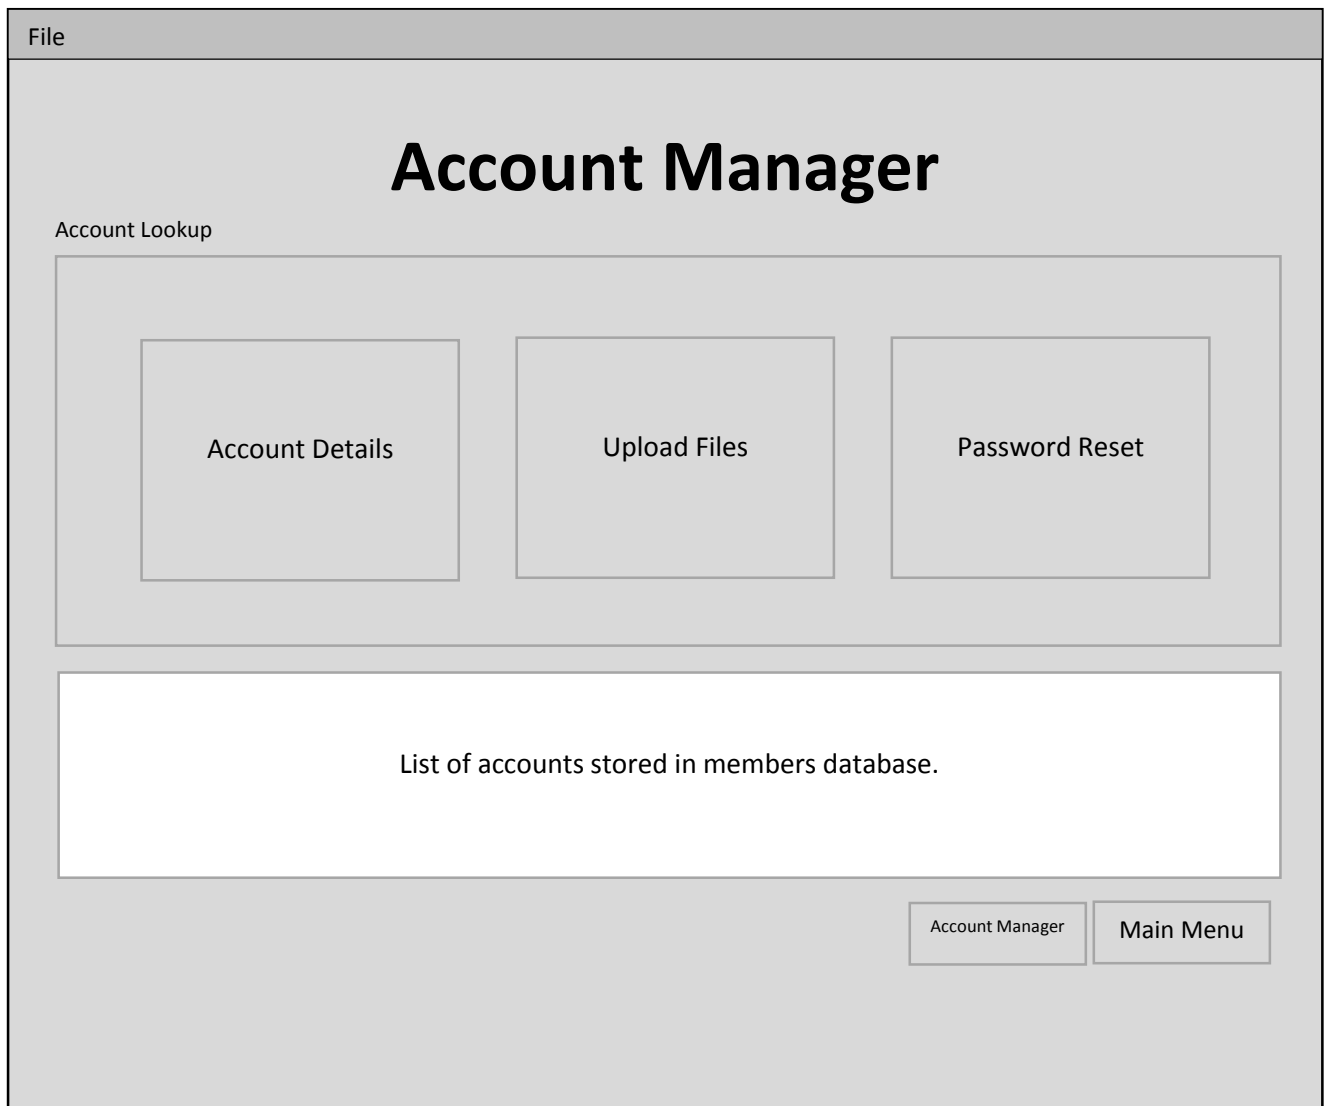 File
Account Manager
Account Lookup
Account Details
Upload Files
Password Reset
List of accounts stored in members database.
Account Manager
Main Menu